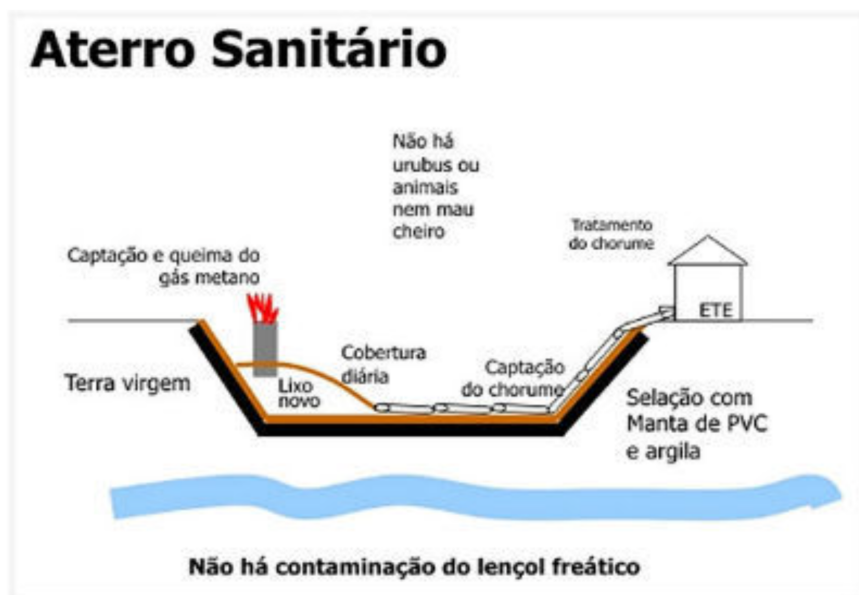 Aterro Sanitário
Não há
urubus ou
animais
nem mau
cheiro
Tratamento
do chorume
Captação e queima do
gás metano
ETE
Cobertura
diária
Captação
do chorume
Terra virgem
Lixo
novo
Selação com
Manta de PVC
e argila
Não há contaminação do lençol freático